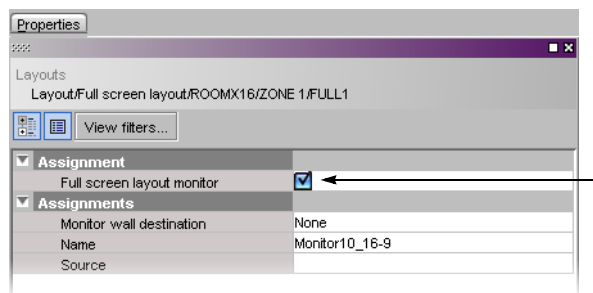 Properties
Layouts
Layout/Full screen layout/ROOMX16/ZONE 1/FULL1
View filters...
Assignment
Full screen layout monitor
Assignments
Monitor wall destination None
Name Monitor10_16-9
Source